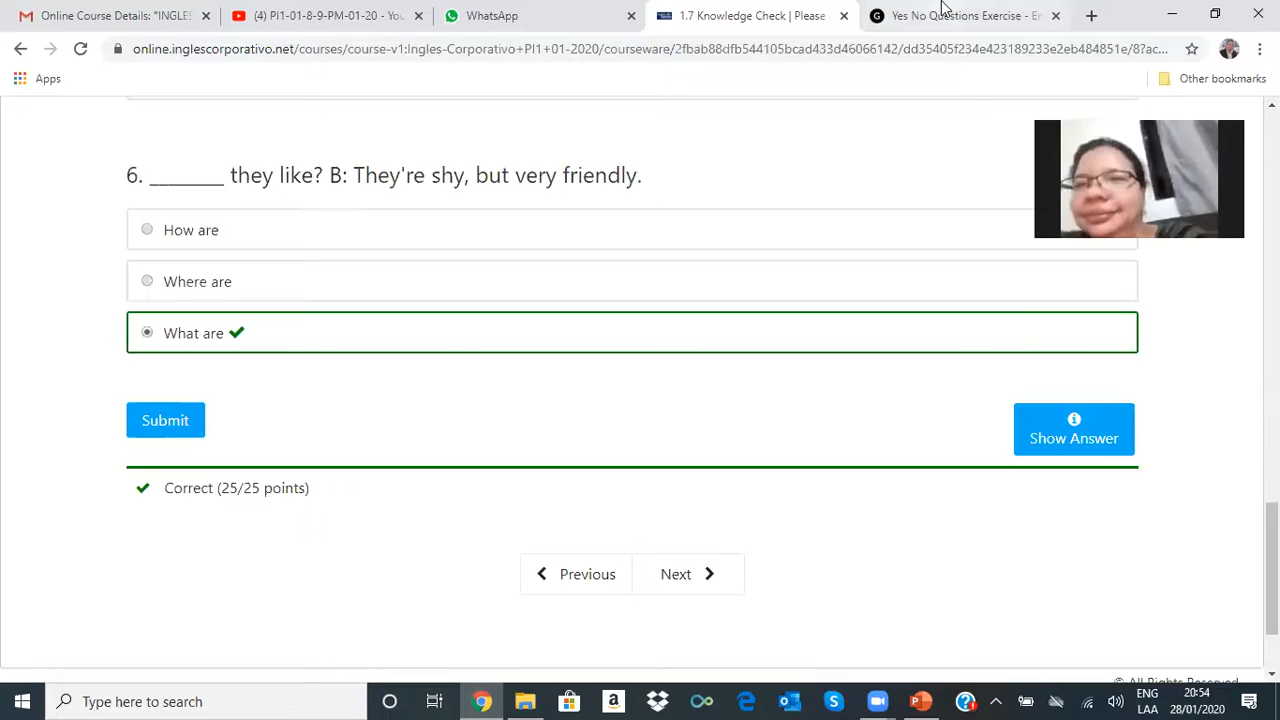 Online Course Details: "INGLES
(4) PI1-01-8-9-PM-01-20 -
WhatsApp
1.7 Knowledge Check | Please
Yes No Questions Exercise - En
online.inglescorporativo.net/courses/course-v1:Ingles-Corporativo+PI1+01-2020/courseware/2fbab88dfb544105bcad433d46066142/dd35405f234e423189233e2eb484851e/8?ac...
Apps
Other bookmarks
6. _______ they like? B: They're shy, but very friendly.
How are
Where are
What are
Submit
Show Answer
Correct (25/25 points)
Previous
Next
Type here to search
ENG
20:54
LAA
28/01/2020